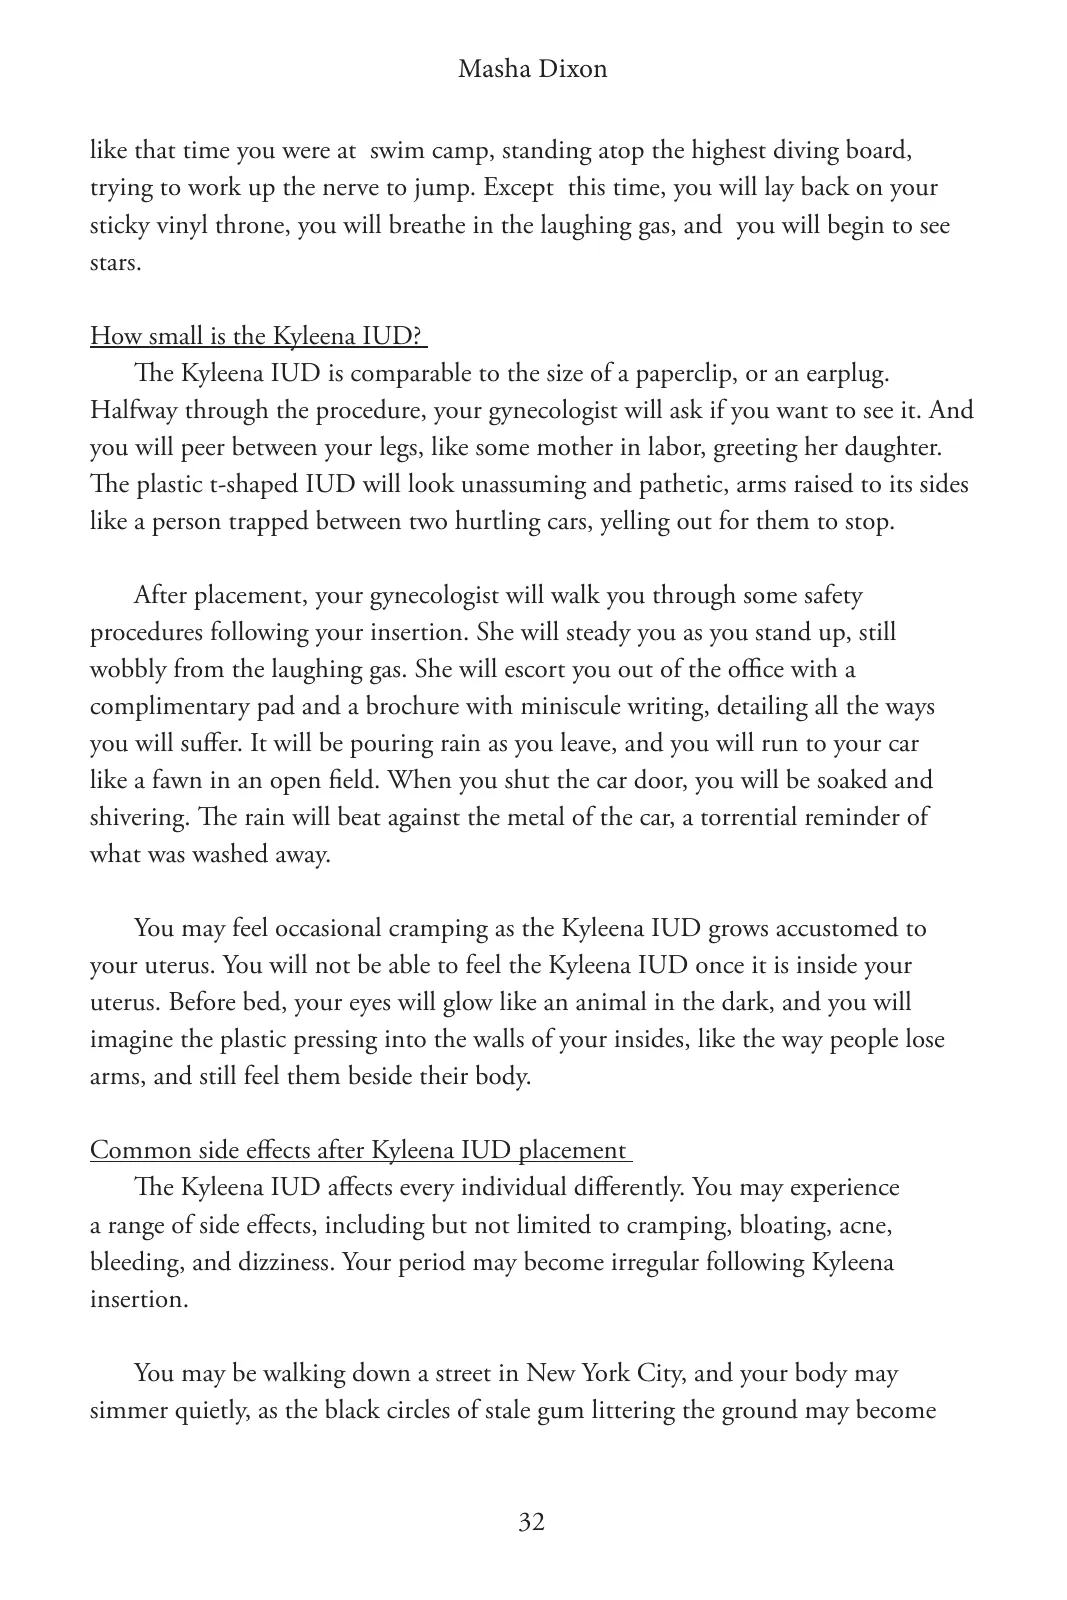 Masha Dixon
like that time you were at  swim camp, standing atop the highest diving board,
trying to work up the nerve to jump. Except  this time, you will lay back on your
sticky vinyl throne, you will breathe in the laughing gas, and  you will begin to see
stars.
How small is the Kyleena IUD?
The Kyleena IUD is comparable to the size of a paperclip, or an earplug.
Halfway through the procedure, your gynecologist will ask if you want to see it. And
you will peer between your legs, like some mother in labor, greeting her daughter.
The plastic t-shaped IUD will look unassuming and pathetic, arms raised to its sides
like a person trapped between two hurtling cars, yelling out for them to stop.
After placement, your gynecologist will walk you through some safety
procedures following your insertion. She will steady you as you stand up, still
wobbly from the laughing gas. She will escort you out of the office with a
complimentary pad and a brochure with miniscule writing, detailing all the ways
you will suffer. It will be pouring rain as you leave, and you will run to your car
like a fawn in an open field. When you shut the car door, you will be soaked and
shivering. The rain will beat against the metal of the car, a torrential reminder of
what was washed away.
You may feel occasional cramping as the Kyleena IUD grows accustomed to
your uterus. You will not be able to feel the Kyleena IUD once it is inside your
uterus. Before bed, your eyes will glow like an animal in the dark, and you will
imagine the plastic pressing into the walls of your insides, like the way people lose
arms, and still feel them beside their body.
Common side effects after Kyleena IUD placement
The Kyleena IUD affects every individual differently. You may experience
a range of side effects, including but not limited to cramping, bloating, acne,
bleeding, and dizziness. Your period may become irregular following Kyleena
insertion.
You may be walking down a street in New York City, and your body may
simmer quietly, as the black circles of stale gum littering the ground may become
32